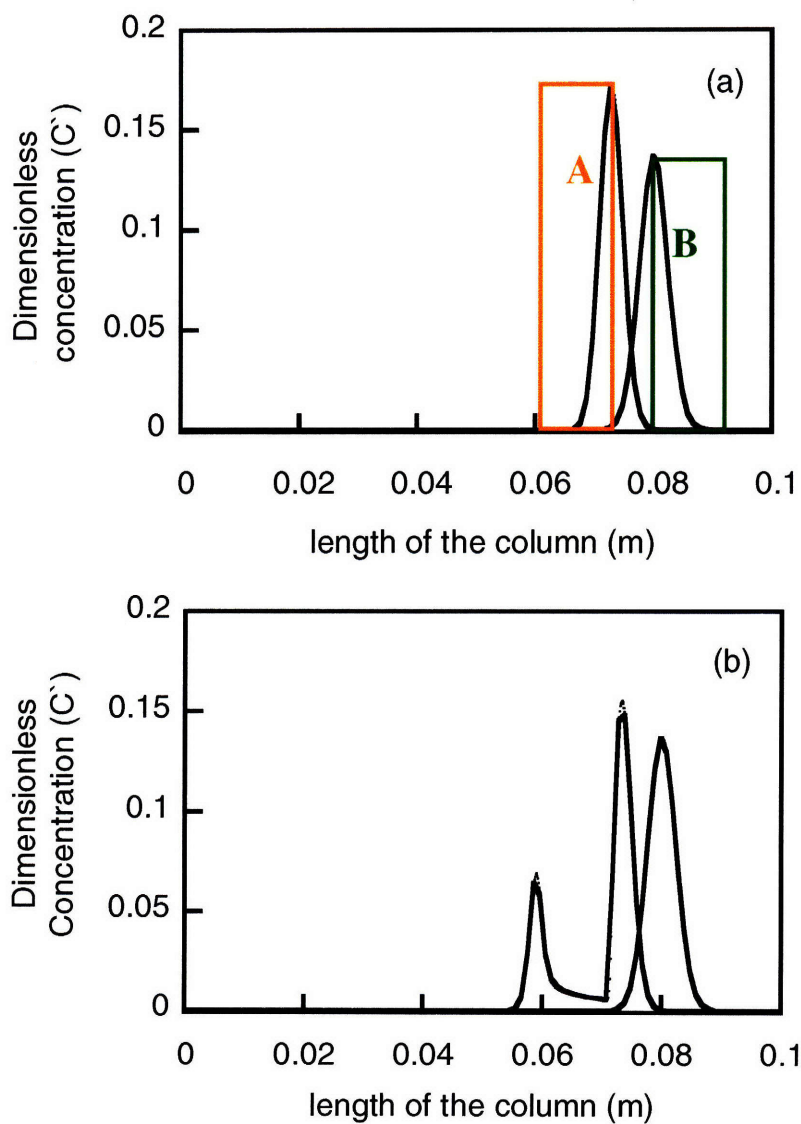 0.2
(a)
0.15
A
0.1
B
0.05
0
Dimensionless
concentration (C`)
0 0.02 0.04 0.06 0.08 0.1
length of the column (m)
0.2
(b)
0.15
0.1
0.05
0
Dimensionless
Concentration (C`)
0 0.02 0.04 0.06 0.08 0.1
length of the column (m)